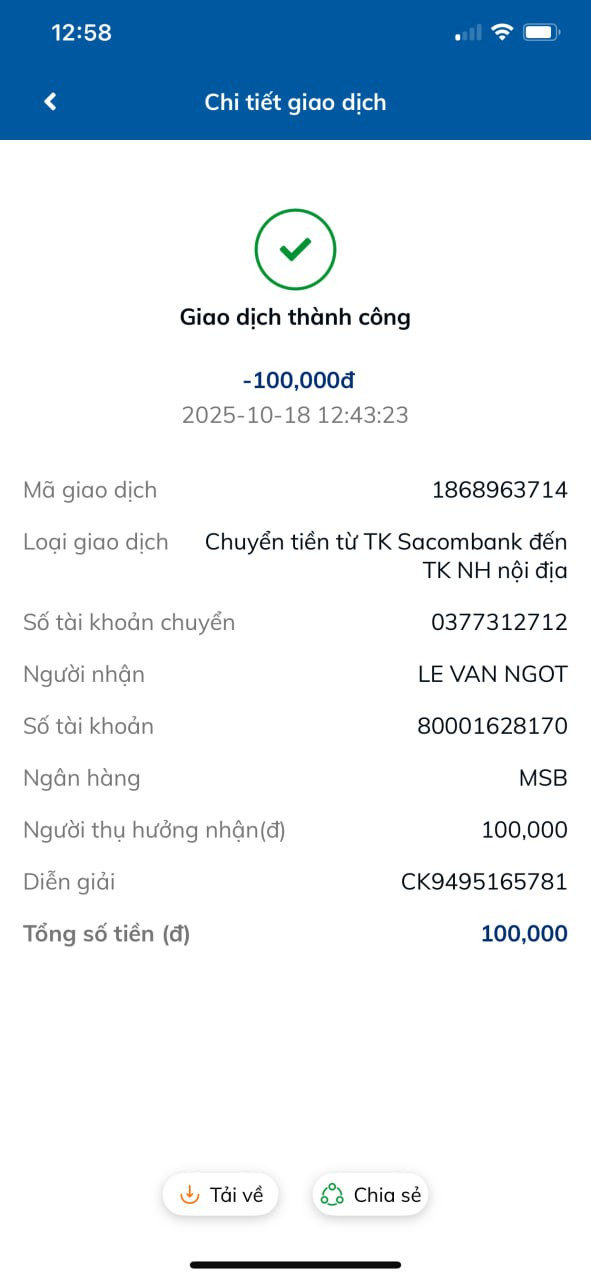 12:58
Chi tiết giao dịch
Giao dịch thành công
-100,000đ
2025-10-18 12:43:23
Mã giao dịch 1868963714
Loại giao dịch Chuyển tiền từ TK Sacombank đến
TK NH nội địa
Số tài khoản chuyển 0377312712
Người nhận LE VAN NGOT
Số tài khoản 80001628170
Ngân hàng MSB
Người thụ hưởng nhận(đ) 100,000
Diễn giải CK9495165781
Tổng số tiền (đ) 100,000
Tải về Chia sẻ